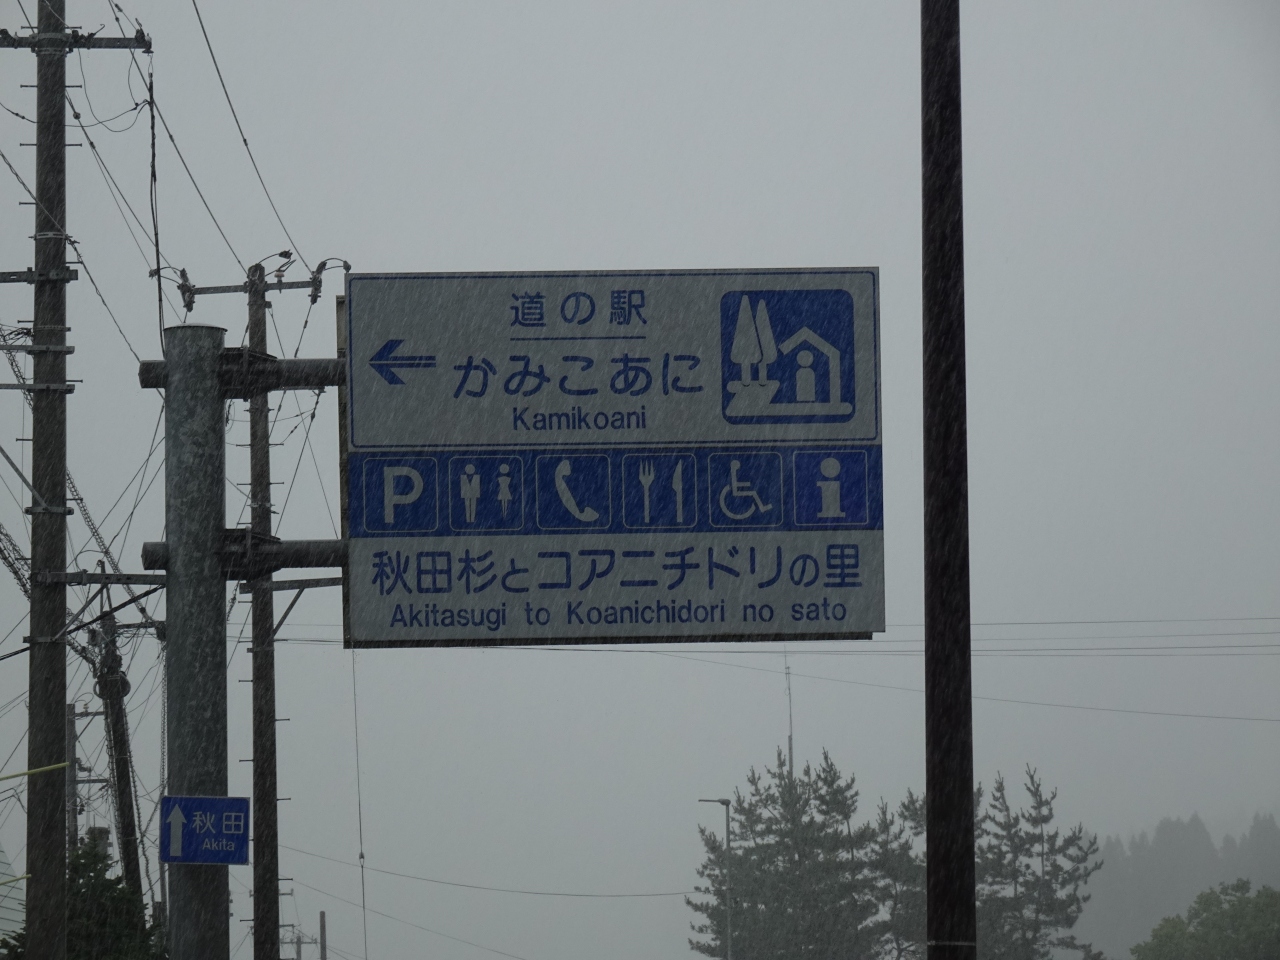 道の駅
かみこあに
Kamikoani
P
i
秋田杉とコアニチドリの里
Akitasugi to Koanichidori no sato
秋田
Akita